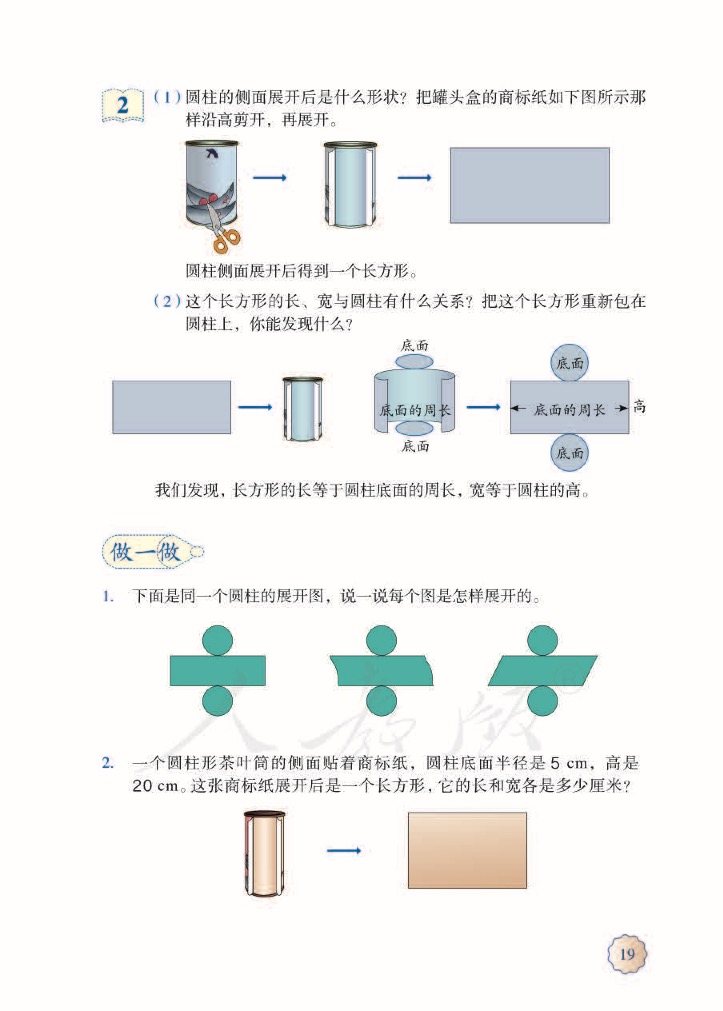 2
(1)圆柱的侧面展开后是什么形状？把罐头盒的商标纸如下图所示那
样沿高剪开，再展开。
圆柱侧面展开后得到一个长方形。
(2)这个长方形的长、宽与圆柱有什么关系？把这个长方形重新包在
圆柱上，你能发现什么？
底面
底面的周长
底面
底面
底面的周长
高
底面
我们发现，长方形的长等于圆柱底面的周长，宽等于圆柱的高。
做一做
1. 下面是同一个圆柱的展开图，说一说每个图是怎样展开的。
人教版®
2. 一个圆柱形茶叶筒的侧面贴着商标纸，圆柱底面半径是5 cm，高是
20 cm。这张商标纸展开后是一个长方形，它的长和宽各是多少厘米？
19